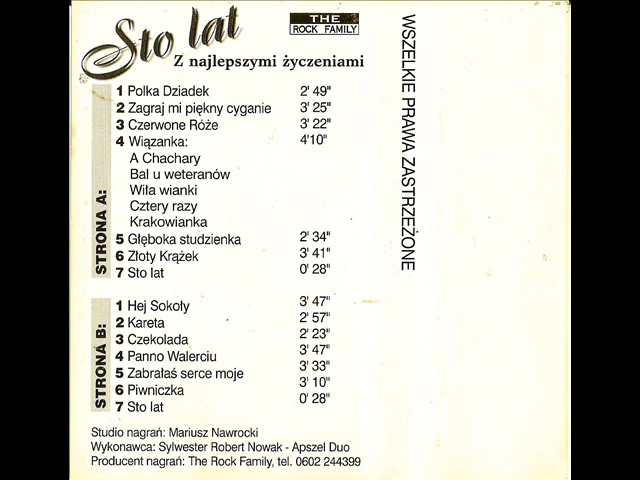 Sto lat
THE
ROCK FAMILY
Z najlepszymi życzeniami
STRONA A:
1 Polka Dziadek 2' 49"
2 Zagraj mi piękny cyganie 3' 25"
3 Czerwone Róże 3' 22"
4 Wiązanka: 4'10"
A Chachary
Bal u weteranów
Wiła wianki
Cztery razy
Krakowianka
5 Głęboka studzienka 2' 34"
6 Złoty Krążek 3' 41"
7 Sto lat 0' 28"
STRONA B:
1 Hej Sokoły 3' 47"
2 Kareta 2' 57"
3 Czekolada 2' 23"
4 Panno Walerciu 3' 47"
5 Zabrałaś serce moje 3' 33"
6 Piwniczka 3' 10"
7 Sto lat 0' 28"
Studio nagrań: Mariusz Nawrocki
Wykonawca: Sylwester Robert Nowak - Apszel Duo
Producent nagrań: The Rock Family, tel. 0602 244399
WSZELKIE PRAWA ZASTRZEŻONE